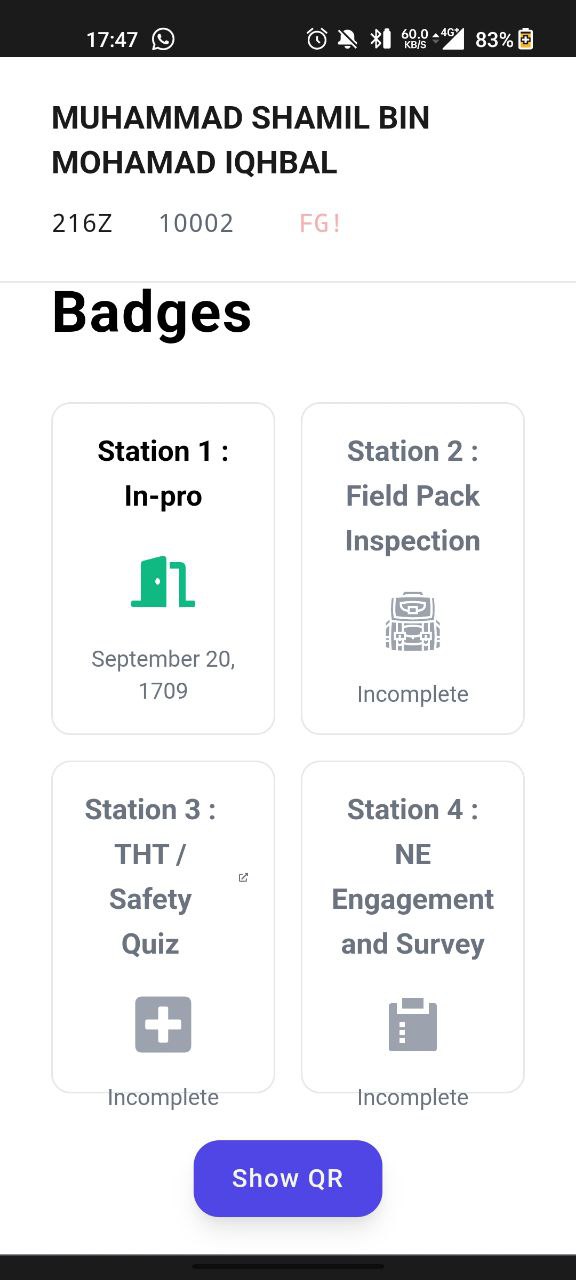 17:47 60.0 KB/S 4G+ 83%
MUHAMMAD SHAMIL BIN
MOHAMAD IQHBAL
216Z 10002 FG!
Badges
Station 1 :
In-pro
September 20,
1709
Station 2 :
Field Pack
Inspection
Incomplete
Station 3 :
THT /
Safety
Quiz
Incomplete
Station 4 :
NE
Engagement
and Survey
Incomplete
Show QR